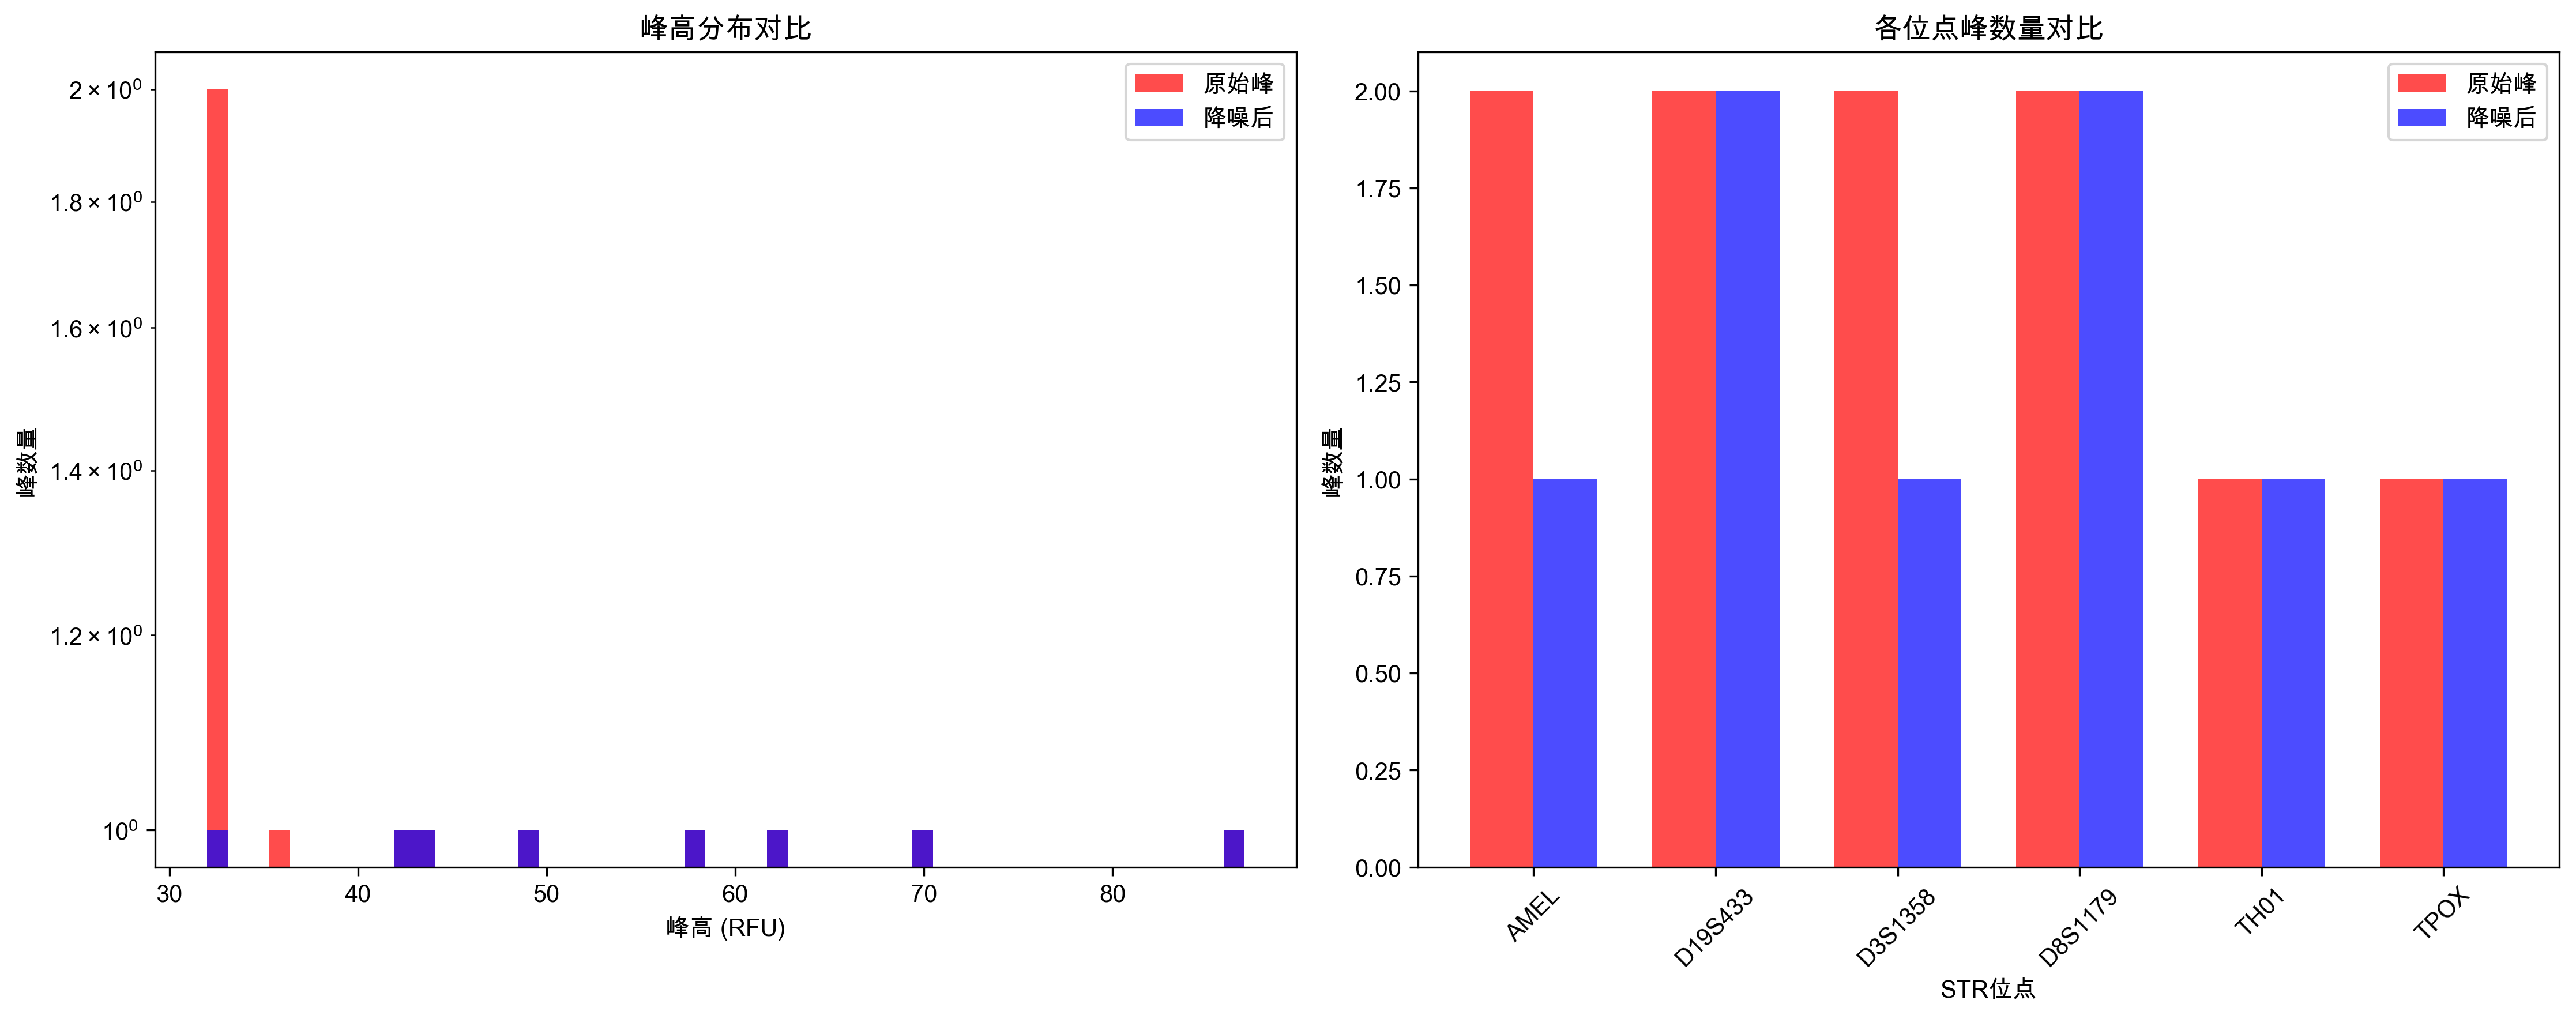 峰高分布对比
2 × 10⁰
1.8 × 10⁰
1.6 × 10⁰
1.4 × 10⁰
1.2 × 10⁰
10⁰
峰数量
30 40 50 60 70 80
峰高 (RFU)
原始峰
降噪后
各位点峰数量对比
2.00
1.75
1.50
1.25
1.00
0.75
0.50
0.25
0.00
峰数量
AMEL D19S433 D3S1358 D8S1179 TH01 TPOX
STR位点
原始峰
降噪后